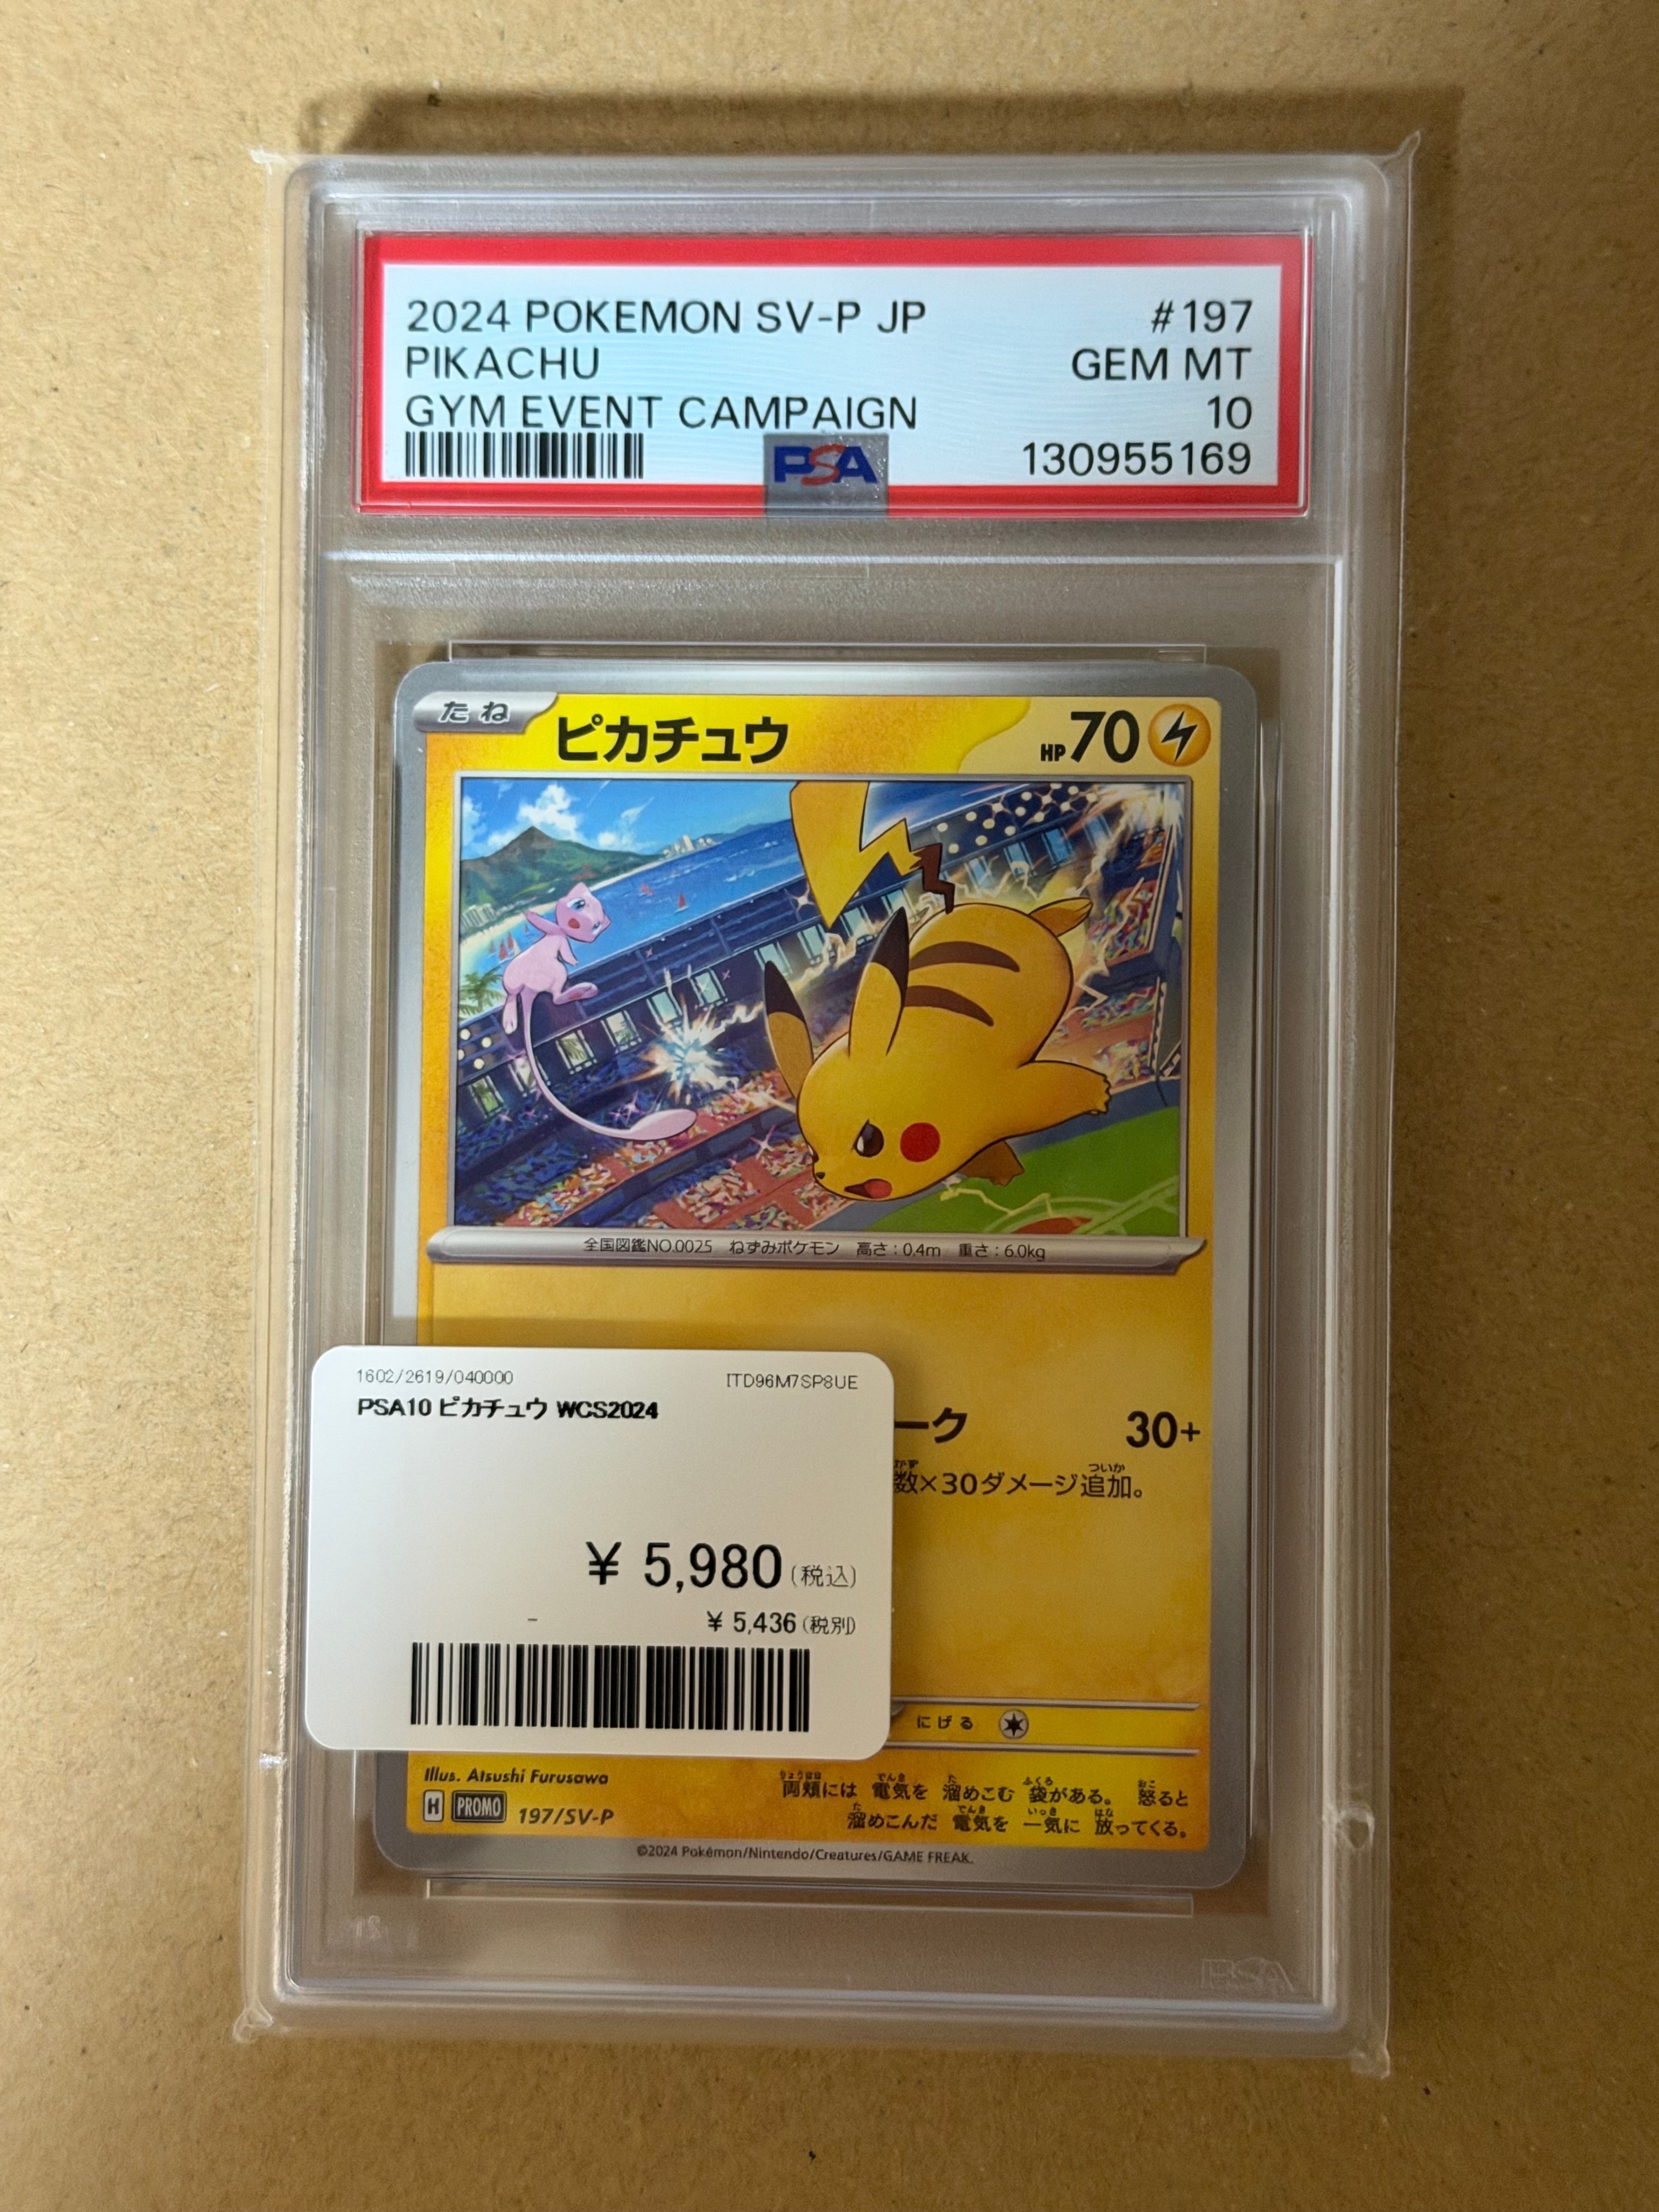 2024 POKEMON SV-P JP #197
PIKACHU GEM MT
GYM EVENT CAMPAIGN 10
PSA 130955169
たね ピカチュウ HP70
全国図鑑NO.0025 ねずみポケモン 高さ:0.4m 重さ:6.0kg
ーク 30+
数×30ダメージ追加。
1602/2619/040000 ITD96M7SP8UE
PSA10 ピカチュウ WCS2024
¥ 5,980(税込)
- ¥ 5,436(税別)
にげる
Illus. Atsushi Furusawa
H PROMO 197/SV-P
両頬には 電気を 溜めこむ 袋がある。 怒ると
溜めこんだ 電気を 一気に 放ってくる。
©2024 Pokémon/Nintendo/Creatures/GAME FREAK.
PSA